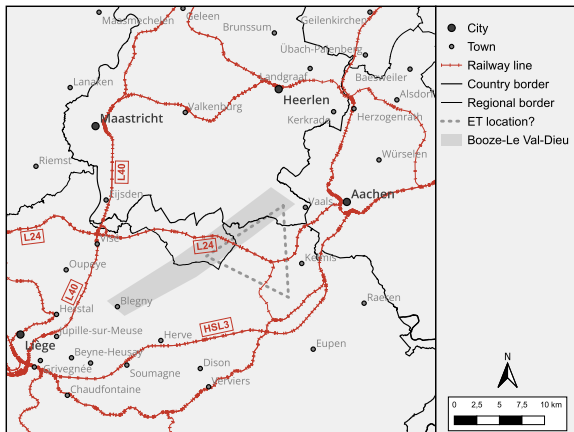 Maasmechelen
Geleen
Brunssum
Geilenkirchen
Übach-Palenberg
Landgraaf
Baesweiler
Lanaken
Heerlen
Alsdorf
Valkenburg
Kerkrade
Herzogenrath
Maastricht
Riemst
Würselen
L40
Eijsden
Vaals
Aachen
L24
Visé
L24
Kelmis
Oupeye
L40
Blegny
Raeren
Herstal
HSL3
Jupille-sur-Meuse
Herve
Liège
Eupen
Beyne-Heusay
Grivegnée
Soumagne
Dison
Chaudfontaine
Verviers
City
Town
Railway line
Country border
Regional border
ET location?
Booze-Le Val-Dieu
N
0 2,5 5 7,5 10 km